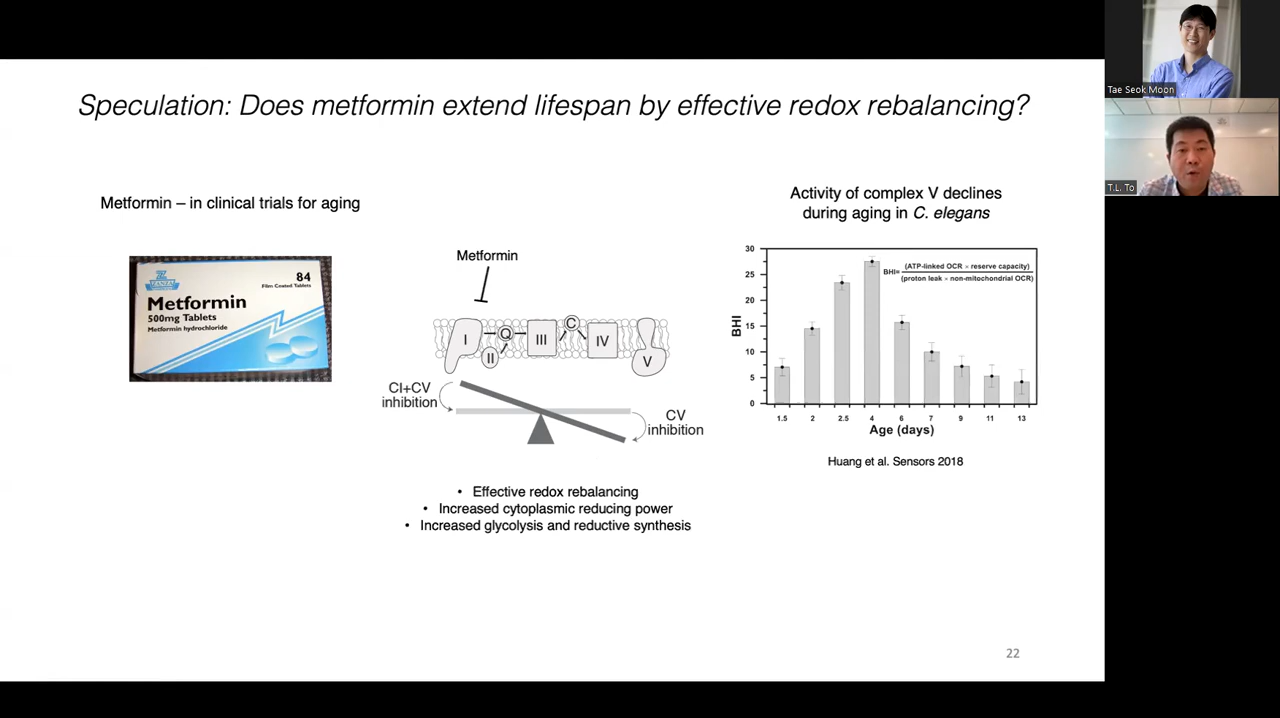 Speculation: Does metformin extend lifespan by effective redox rebalancing?
Metformin – in clinical trials for aging
84
Film Coated Tablets
Metformin
500mg Tablets
Metformin hydrochloride
Metformin
I
Q
II
III
C
IV
V
CI+CV
inhibition
CV
inhibition
• Effective redox rebalancing
• Increased cytoplasmic reducing power
• Increased glycolysis and reductive synthesis
Activity of complex V declines
during aging in C. elegans
BHI
30
25
20
15
10
5
0
BHI=
(ATP-linked OCR × reserve capacity)
(proton leak × non-mitochondrial OCR)
1.5 2 2.5 4 6 7 9 11 13
Age (days)
Huang et al. Sensors 2018
22
Tae Seok Moon
T.L. To